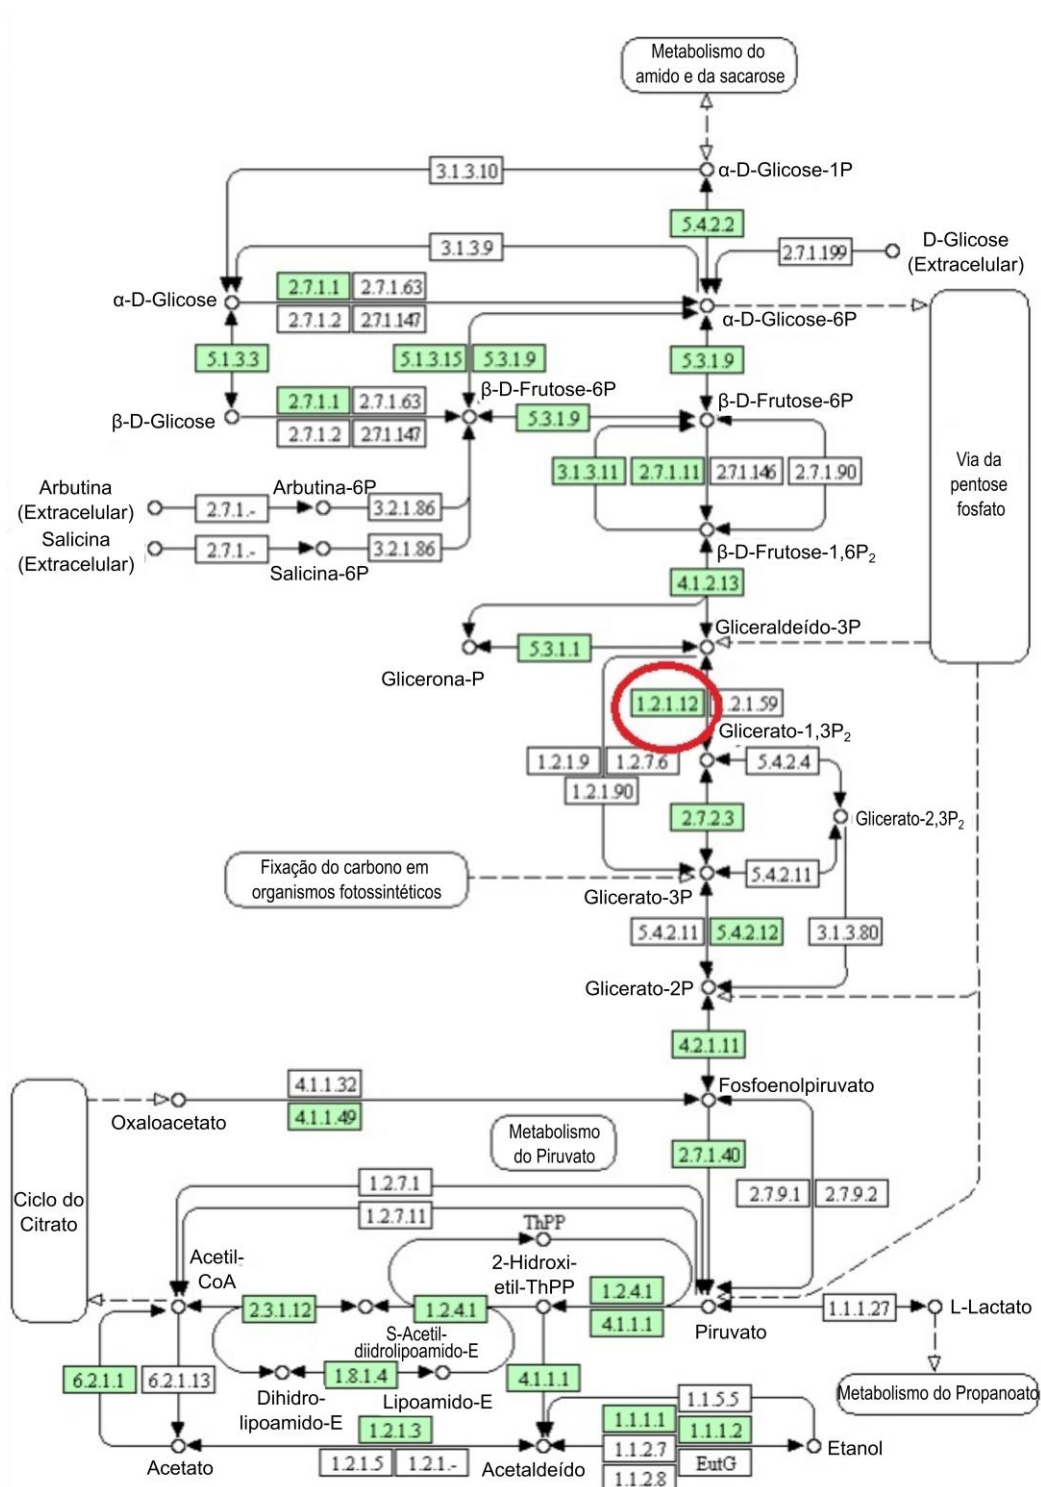 Metabolismo do
amido e da sacarose
3.1.3.10
α-D-Glicose-1P
5.4.2.2
3.1.3.9
2.7.1.199
D-Glicose
(Extracelular)
α-D-Glicose
2.7.1.1
2.7.1.63
2.7.1.2
2.7.1.147
α-D-Glicose-6P
5.1.3.3
5.1.3.15
5.3.1.9
5.3.1.9
β-D-Glicose
2.7.1.1
2.7.1.63
2.7.1.2
2.7.1.147
β-D-Frutose-6P
5.3.1.9
β-D-Frutose-6P
Via da
pentose
fosfato
3.1.3.11
2.7.1.11
2.7.1.146
2.7.1.90
Arbutina
(Extracelular)
2.7.1.-
Arbutina-6P
3.2.1.86
Salicina
(Extracelular)
2.7.1.-
Salicina-6P
3.2.1.86
β-D-Frutose-1,6P2
4.1.2.13
Gliceraldeído-3P
5.3.1.1
Glicerona-P
1.2.1.12
.2.1.59
Glicerato-1,3P2
1.2.1.9
1.2.7.6
1.2.1.90
5.4.2.4
2.7.2.3
Glicerato-2,3P2
Fixação do carbono em
organismos fotossintéticos
5.4.2.11
Glicerato-3P
5.4.2.11
5.4.2.12
3.1.3.80
Glicerato-2P
4.2.1.11
Fosfoenolpiruvato
4.1.1.32
4.1.1.49
Oxaloacetato
Metabolismo
do Piruvato
2.7.1.40
2.7.9.1
2.7.9.2
Ciclo do
Citrato
1.2.7.1
1.2.7.11
ThPP
Acetil-
CoA
2-Hidroxi-
etil-ThPP
2.3.1.12
1.2.4.1
1.2.4.1
4.1.1.1
Piruvato
1.1.1.27
L-Lactato
S-Acetil-
diidrolipoamido-E
6.2.1.1
6.2.1.13
1.8.1.4
Dihidro-
lipoamido-E
Lipoamido-E
4.1.1.1
Metabolismo do Propanoato
1.2.1.3
1.2.1.5
1.2.1.-
Acetato
Acetaldeído
1.1.5.5
1.1.1.1
1.1.1.2
1.1.2.7
EutG
1.1.2.8
Etanol